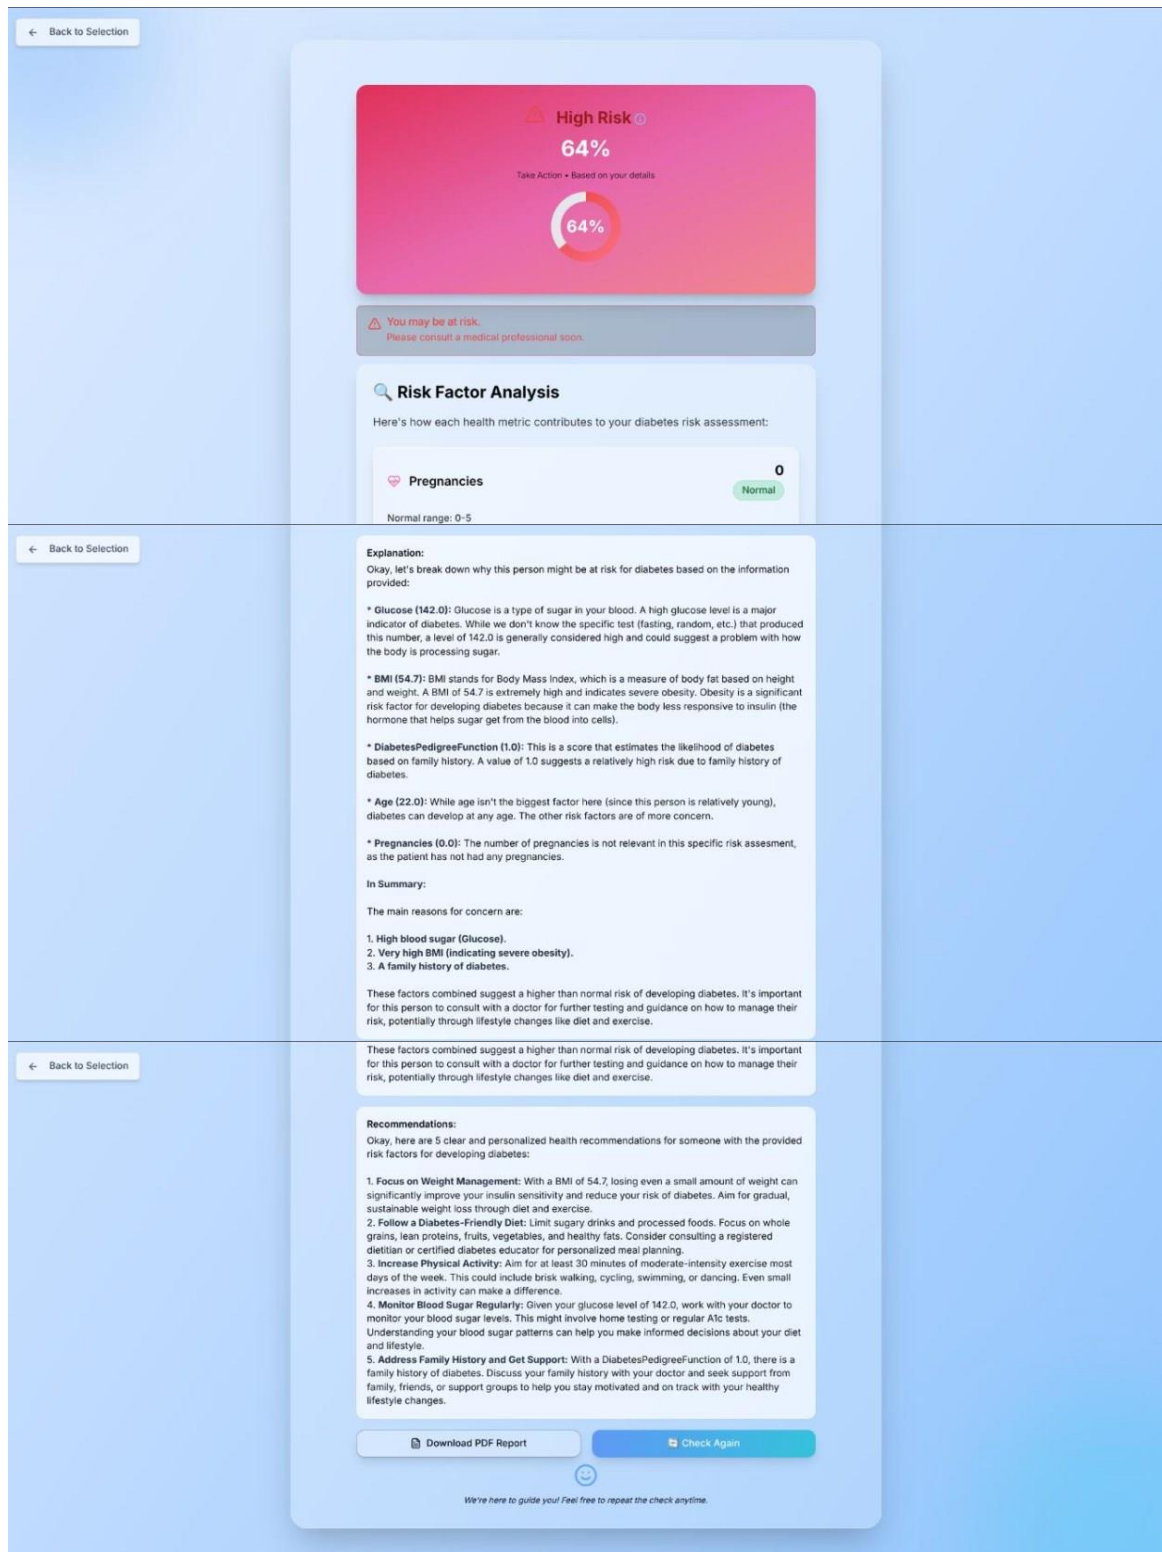 ← Back to Selection
High Risk
64%
Take Action • Based on your details
64%
You may be at risk.
Please consult a medical professional soon.
Risk Factor Analysis
Here's how each health metric contributes to your diabetes risk assessment:
Pregnancies
0
Normal
Normal range: 0-5
← Back to Selection
Explanation:
Okay, let's break down why this person might be at risk for diabetes based on the information
provided:
* Glucose (142.0): Glucose is a type of sugar in your blood. A high glucose level is a major
indicator of diabetes. While we don't know the specific test (fasting, random, etc.) that produced
this number, a level of 142.0 is generally considered high and could suggest a problem with how
the body is processing sugar.
* BMI (54.7): BMI stands for Body Mass Index, which is a measure of body fat based on height
and weight. A BMI of 54.7 is extremely high and indicates severe obesity. Obesity is a significant
risk factor for developing diabetes because it can make the body less responsive to insulin (the
hormone that helps sugar get from the blood into cells).
* DiabetesPedigreeFunction (1.0): This is a score that estimates the likelihood of diabetes
based on family history. A value of 1.0 suggests a relatively high risk due to family history of
diabetes.
* Age (22.0): While age isn't the biggest factor here (since this person is relatively young),
diabetes can develop at any age. The other risk factors are of more concern.
* Pregnancies (0.0): The number of pregnancies is not relevant in this specific risk assesment,
as the patient has not had any pregnancies.
In Summary:
The main reasons for concern are:
1. High blood sugar (Glucose).
2. Very high BMI (indicating severe obesity).
3. A family history of diabetes.
These factors combined suggest a higher than normal risk of developing diabetes. It's important
for this person to consult with a doctor for further testing and guidance on how to manage their
risk, potentially through lifestyle changes like diet and exercise.
← Back to Selection
These factors combined suggest a higher than normal risk of developing diabetes. It's important
for this person to consult with a doctor for further testing and guidance on how to manage their
risk, potentially through lifestyle changes like diet and exercise.
Recommendations:
Okay, here are 5 clear and personalized health recommendations for someone with the provided
risk factors for developing diabetes:
1. Focus on Weight Management: With a BMI of 54.7, losing even a small amount of weight can
significantly improve your insulin sensitivity and reduce your risk of diabetes. Aim for gradual,
sustainable weight loss through diet and exercise.
2. Follow a Diabetes-Friendly Diet: Limit sugary drinks and processed foods. Focus on whole
grains, lean proteins, fruits, vegetables, and healthy fats. Consider consulting a registered
dietitian or certified diabetes educator for personalized meal planning.
3. Increase Physical Activity: Aim for at least 30 minutes of moderate-intensity exercise most
days of the week. This could include brisk walking, cycling, swimming, or dancing. Even small
increases in activity can make a difference.
4. Monitor Blood Sugar Regularly: Given your glucose level of 142.0, work with your doctor to
monitor your blood sugar levels. This might involve home testing or regular A1c tests.
Understanding your blood sugar patterns can help you make informed decisions about your diet
and lifestyle.
5. Address Family History and Get Support: With a DiabetesPedigreeFunction of 1.0, there is a
family history of diabetes. Discuss your family history with your doctor and seek support from
family, friends, or support groups to help you stay motivated and on track with your healthy
lifestyle changes.
Download PDF Report
Check Again
We're here to guide you! Feel free to repeat the check anytime.